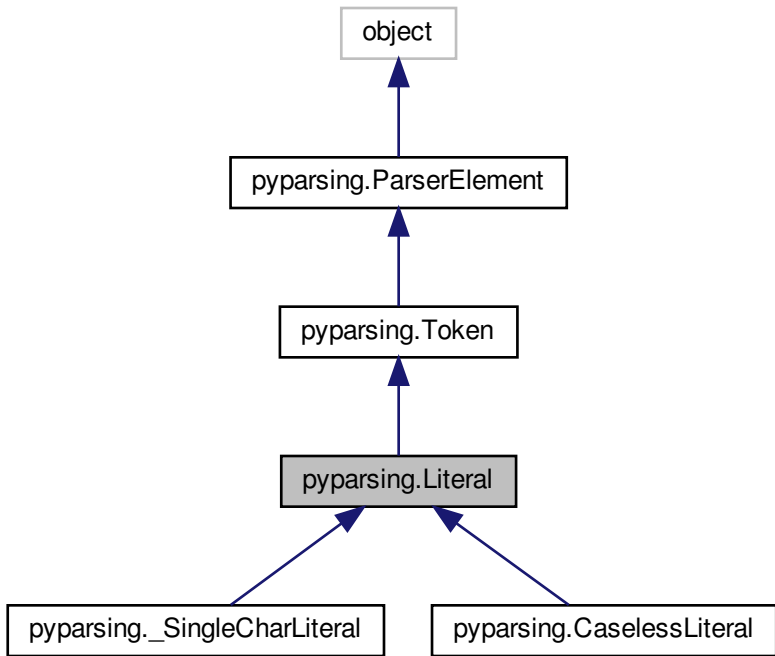 object
pyparsing.ParserElement
pyparsing.Token
pyparsing.Literal
pyparsing._SingleCharLiteral
pyparsing.CaselessLiteral